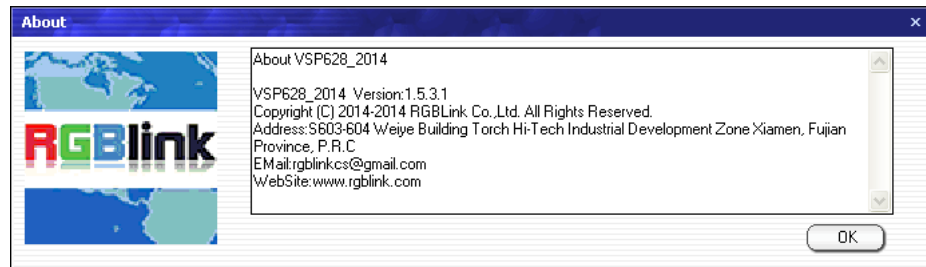 About
RGBlink
About VSP628_2014
VSP628_2014 Version:1.5.3.1
Copyright (C) 2014-2014 RGBLink Co.,Ltd. All Rights Reserved.
Address:S603-604 Weiye Building Torch Hi-Tech Industrial Development Zone Xiamen, Fujian
Province, P.R.C
EMail:rgblinkcs@gmail.com
WebSite:www.rgblink.com
OK